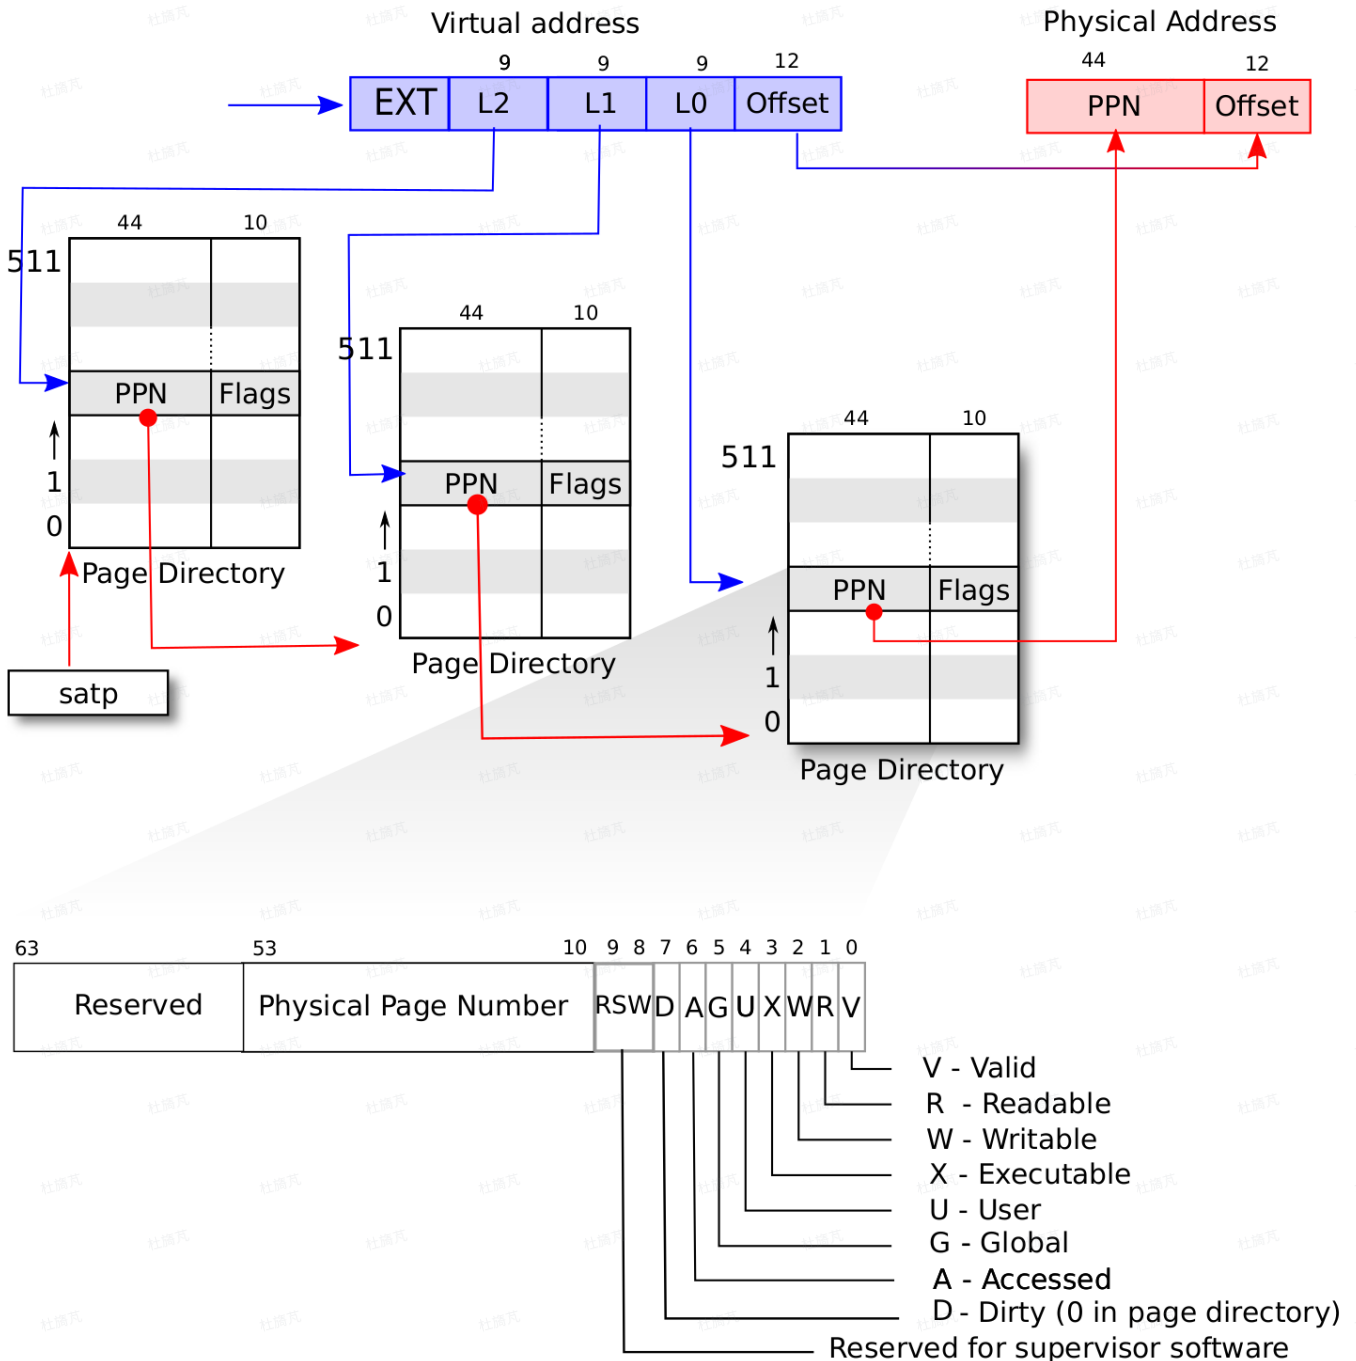 Virtual address
Physical Address
9 9 9 12
44 12
EXT L2 L1 L0 Offset
PPN Offset
44 10
511
PPN Flags
1
0
Page Directory
satp
44 10
511
PPN Flags
1
0
Page Directory
44 10
511
PPN Flags
1
0
Page Directory
63 53 10 9 8 7 6 5 4 3 2 1 0
Reserved Physical Page Number RSW D A G U X W R V
V - Valid
R - Readable
W - Writable
X - Executable
U - User
G - Global
A - Accessed
D - Dirty (0 in page directory)
Reserved for supervisor software